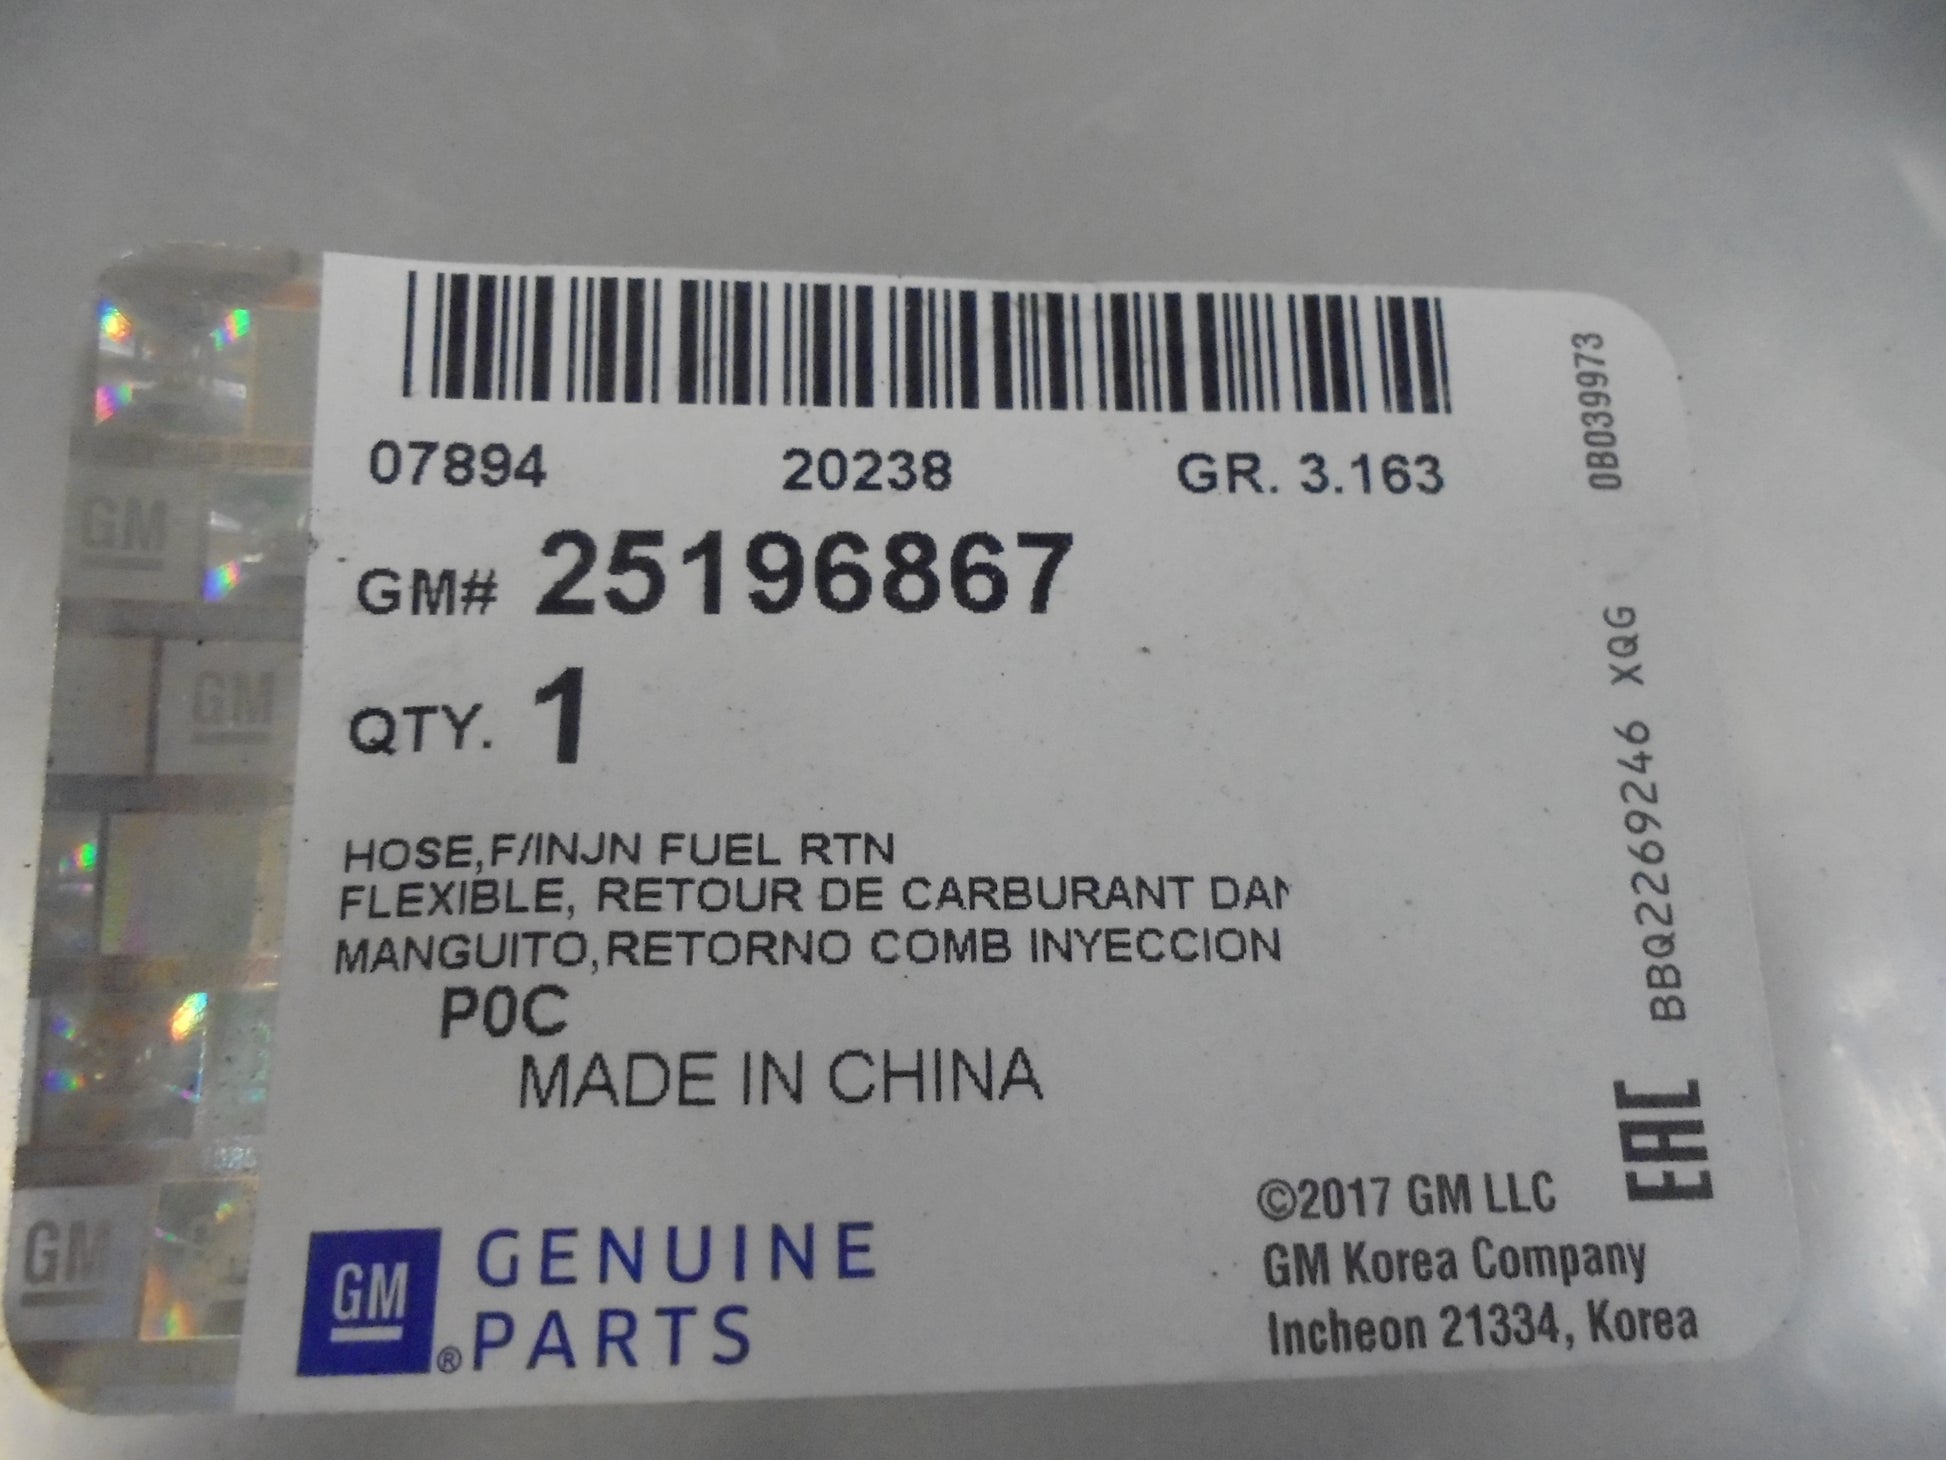 07894 20238 GR. 3.163
GM# 25196867
QTY. 1
HOSE,F/INJN FUEL RTN
FLEXIBLE, RETOUR DE CARBURANT DAN
MANGUITO,RETORNO COMB INYECCION
P0C
MADE IN CHINA
GM
GENUINE
®PARTS
©2017 GM LLC
GM Korea Company
Incheon 21334, Korea
0B039973
BBQ2269246 XQG
EAC
GM
GM
GM